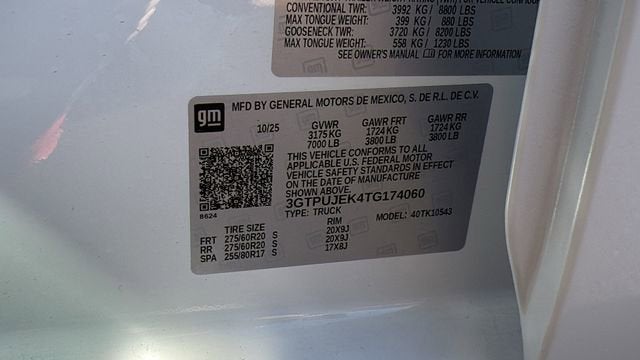 CONVENTIONAL TWR: 3992 KG / 8800 LBS
MAX TONGUE WEIGHT: 399 KG / 880 LBS
GOOSENECK TWR: 3720 KG / 8200 LBS
MAX TONGUE WEIGHT: 558 KG / 1230 LBS
SEE OWNER'S MANUAL FOR MORE INFORMATION
gm
MFD BY GENERAL MOTORS DE MEXICO, S. DE R.L. DE C.V.
10/25 GVWR GAWR FRT GAWR RR
3175 KG 1724 KG 1724 KG
7000 LB 3800 LB 3800 LB
THIS VEHICLE CONFORMS TO ALL
APPLICABLE U.S. FEDERAL MOTOR
VEHICLE SAFETY STANDARDS IN EFFECT
ON THE DATE OF MANUFACTURE
SHOWN ABOVE.
3GTPUJEK4TG174060
8624
TYPE: TRUCK MODEL: 40TK10543
TIRE SIZE RIM
FRT 275/60R20 S 20X9J
RR 275/60R20 S 20X9J
SPA 255/80R17 S 17X8J